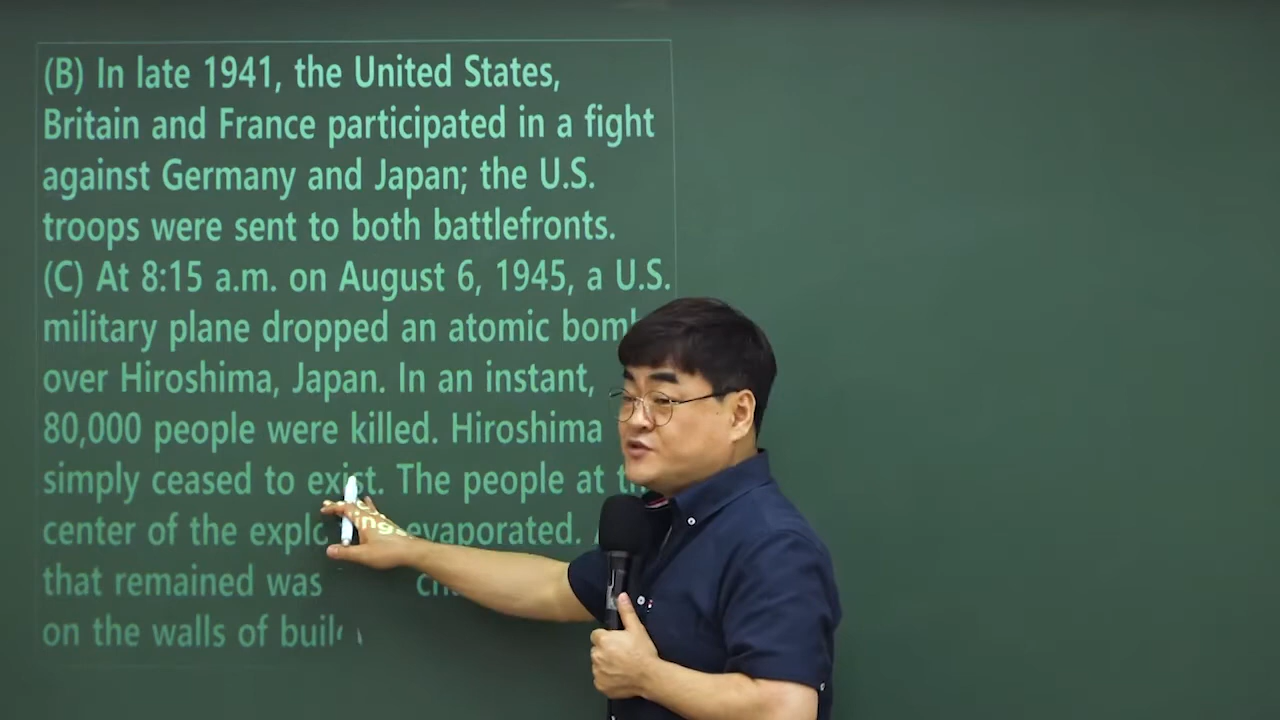 (B) In late 1941, the United States,
Britain and France participated in a fight
against Germany and Japan; the U.S.
troops were sent to both battlefronts.
(C) At 8:15 a.m. on August 6, 1945, a U.S.
military plane dropped an atomic bomb
over Hiroshima, Japan. In an instant,
80,000 people were killed. Hiroshima
simply ceased to exist. The people at
center of the evaporated.
that remained was
on the walls of